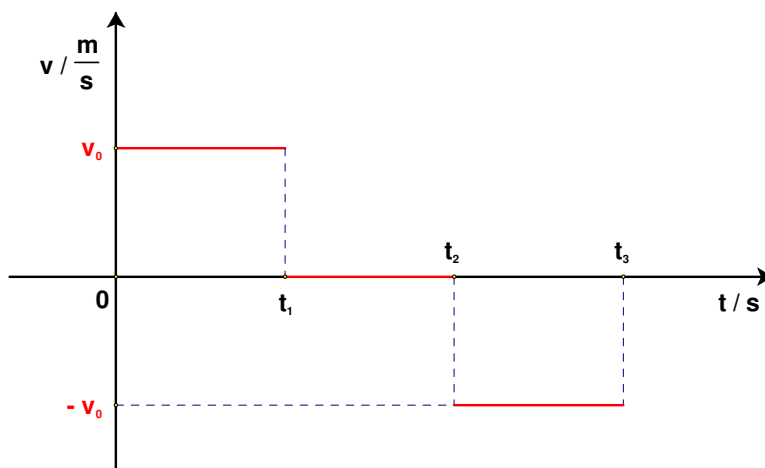 v / m/s
v₀
t₂
t₃
0
t₁
t / s
- v₀